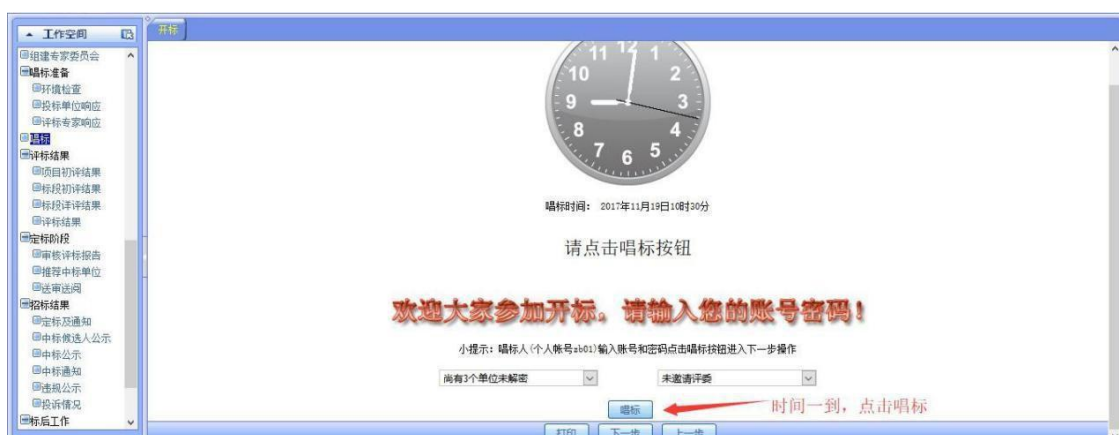 工作空间
开标
组建专家委员会
唱标准备
环境检查
投标单位响应
评标专家响应
唱标
评标结果
项目初评结果
标段初评结果
标段详评结果
评标结果
定标阶段
审核评标报告
推荐中标单位
送审送阅
招标结果
定标及通知
中标候选人公示
中标公示
中标通知
违规公示
投诉情况
标后工作
11 12 1
10 2
9 3
8 4
7 6 5
唱标时间： 2017年11月19日10时30分
请点击唱标按钮
欢迎大家参加开标。请输入您的账号密码！
小提示：唱标人(个人帐号zb01)输入账号和密码点击唱标按钮进入下一步操作
尚有3个单位未解密 未邀请评委
唱标 时间一到，点击唱标
打印 下一步 上一步